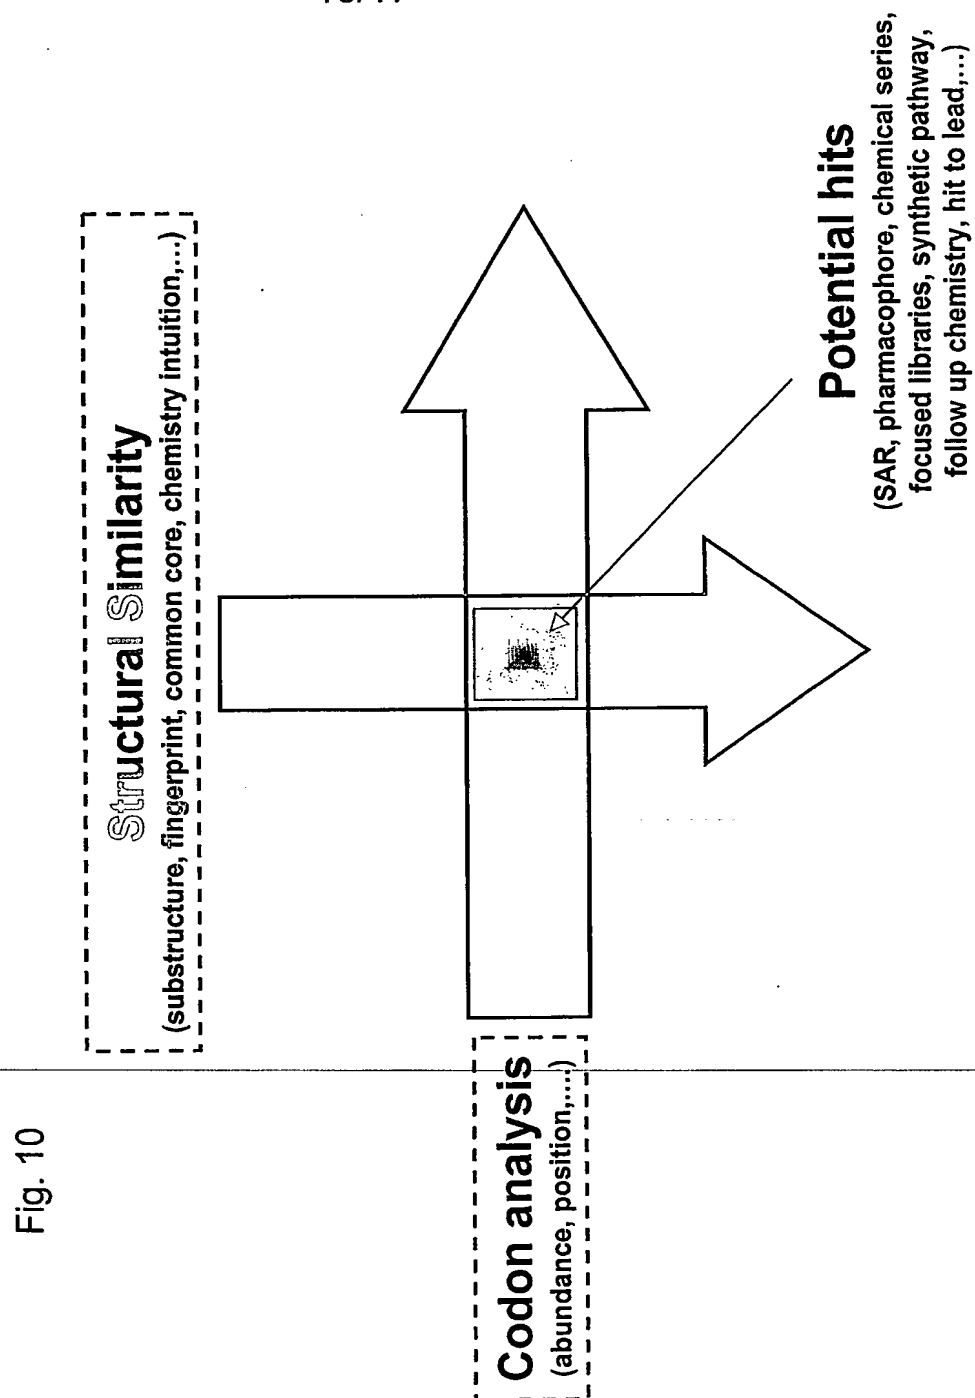 Fig. 10
Structural Similarity
(substructure, fingerprint, common core, chemistry intuition,...)
Codon analysis
(abundance, position,...)
Potential hits
(SAR, pharmacophore, chemical series,
focused libraries, synthetic pathway,
follow up chemistry, hit to lead,...)